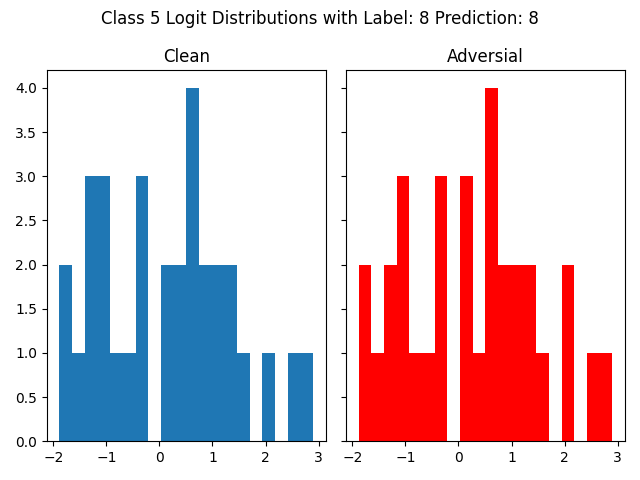 Class 5 Logit Distributions with Label: 8 Prediction: 8
Clean
Adversial
4.0
3.5
3.0
2.5
2.0
1.5
1.0
0.5
0.0
−2 −1 0 1 2 3
−2 −1 0 1 2 3